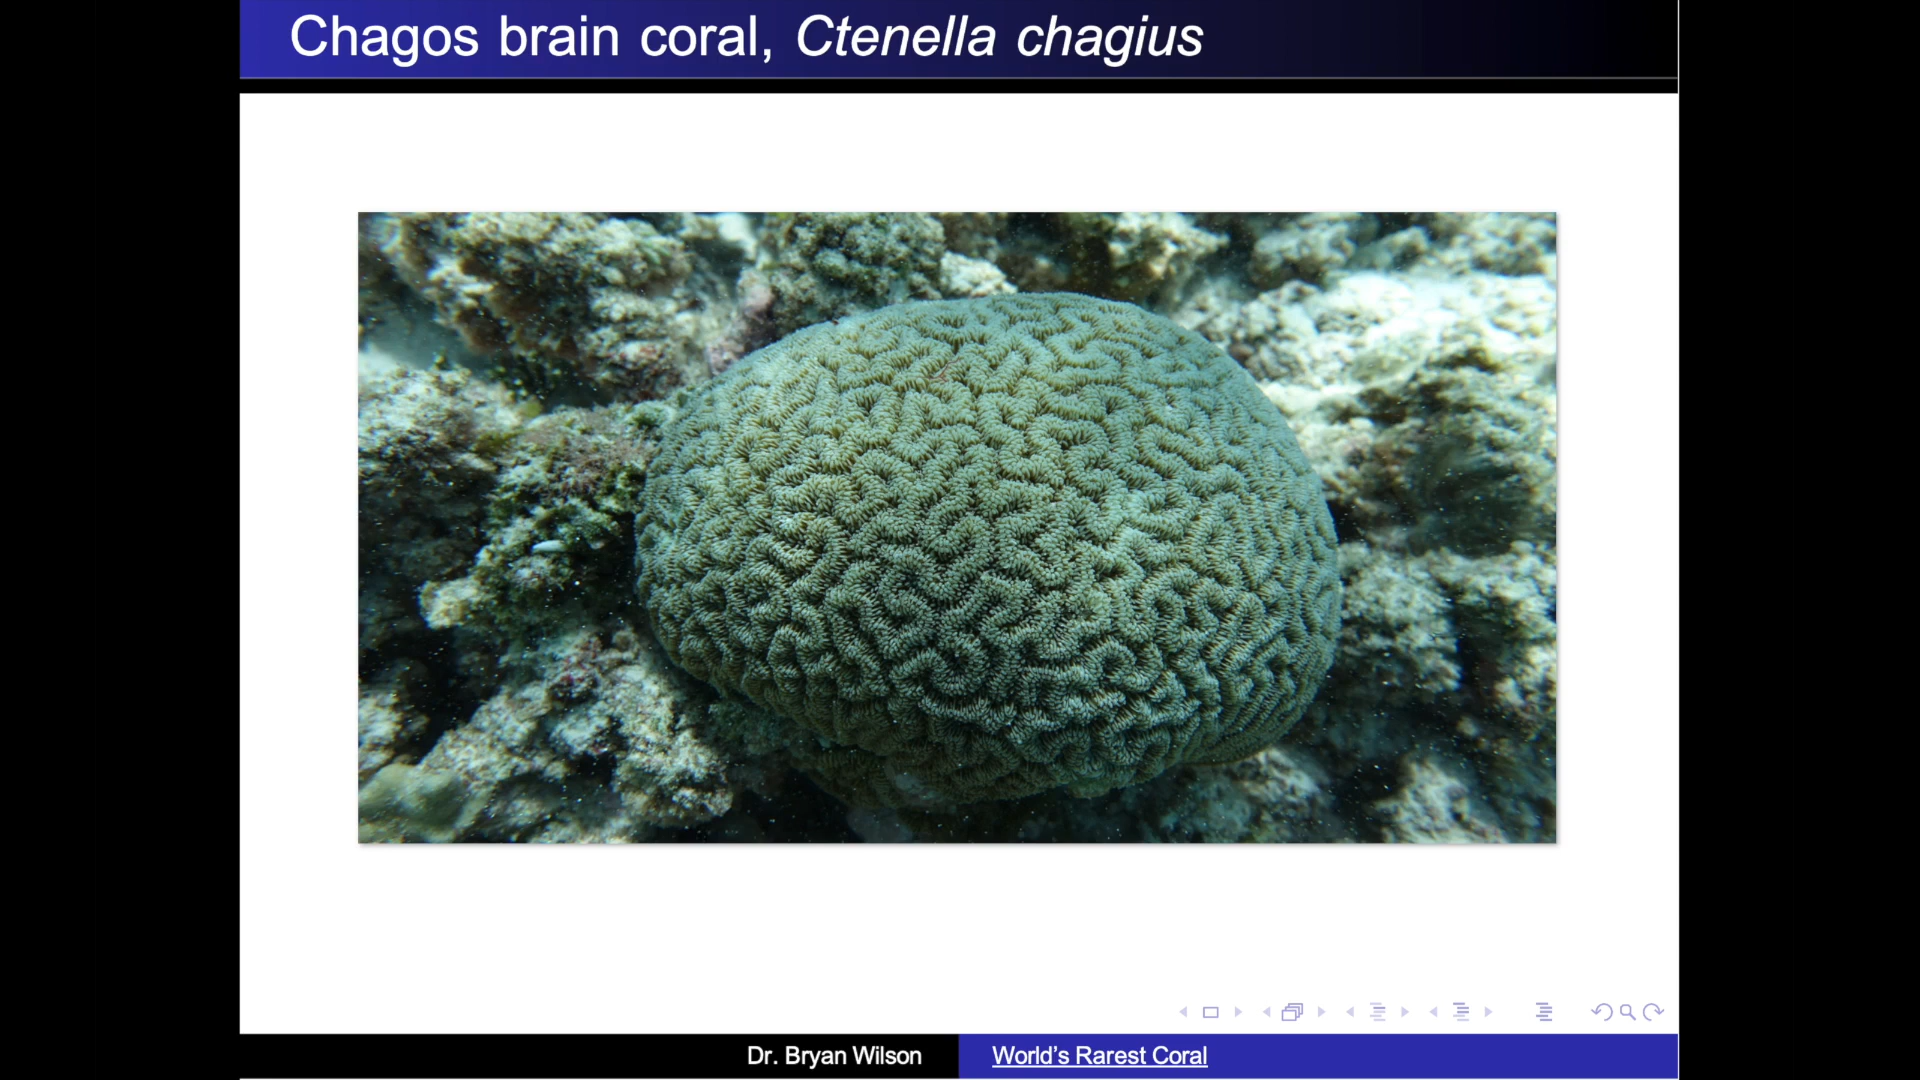 Chagos brain coral, Ctenella chagius
Dr. Bryan Wilson
World's Rarest Coral